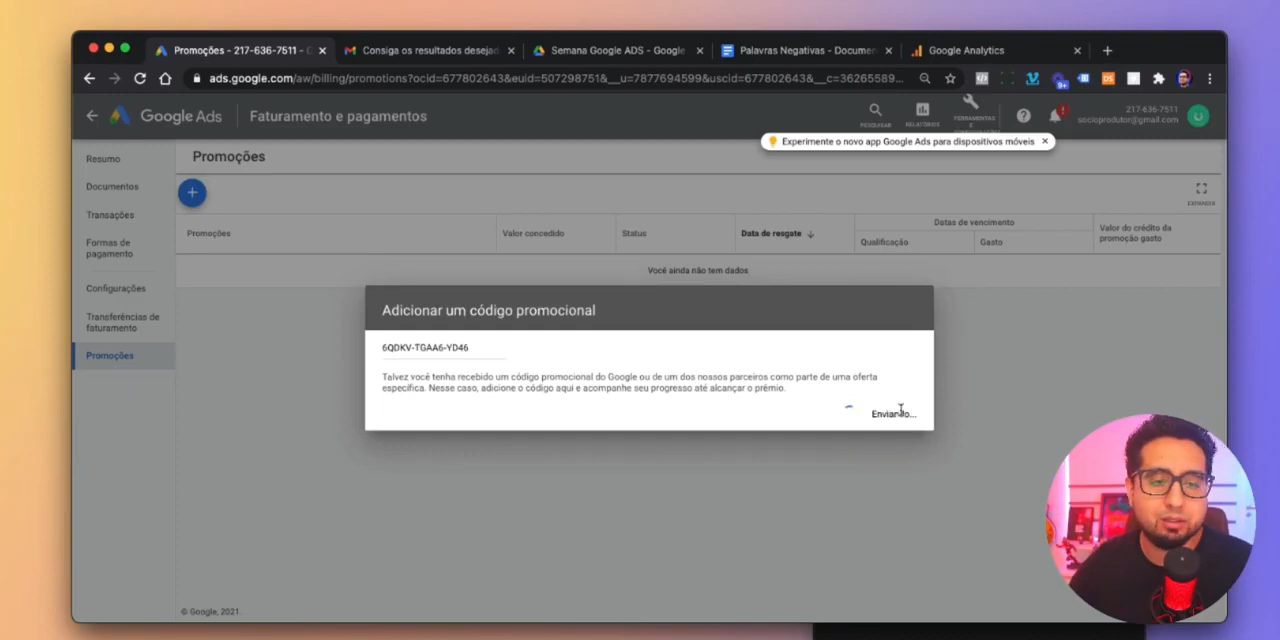 Promoções - 217-636-7511 - G
Consiga os resultados desejad
Semana Google ADS - Google
Palavras Negativas - Documen
Google Analytics
ads.google.com/aw/billing/promotions?ocid=677802643&euid=507298751&__u=7877694599&uscid=677802643&__c=36265589...
9+
Google Ads
Faturamento e pagamentos
PESQUISAR
RELATÓRIOS
FERRAMENTAS
E
217-636-7511
socioprodutor@gmail.com
Experimente o novo app Google Ads para dispositivos móveis
Resumo
Documentos
Transações
Formas de
pagamento
Configurações
Transferências de
faturamento
Promoções
Promoções
EXPANDIR
Promoções
Valor concedido
Status
Data de resgate
Datas de vencimento
Qualificação
Gasto
Valor do crédito da
promoção gasto
Você ainda não tem dados
Adicionar um código promocional
6QDKV-TGAA6-YD46
Talvez você tenha recebido um código promocional do Google ou de um dos nossos parceiros como parte de uma oferta
específica. Nesse caso, adicione o código aqui e acompanhe seu progresso até alcançar o prêmio.
Enviando...
© Google, 2021.